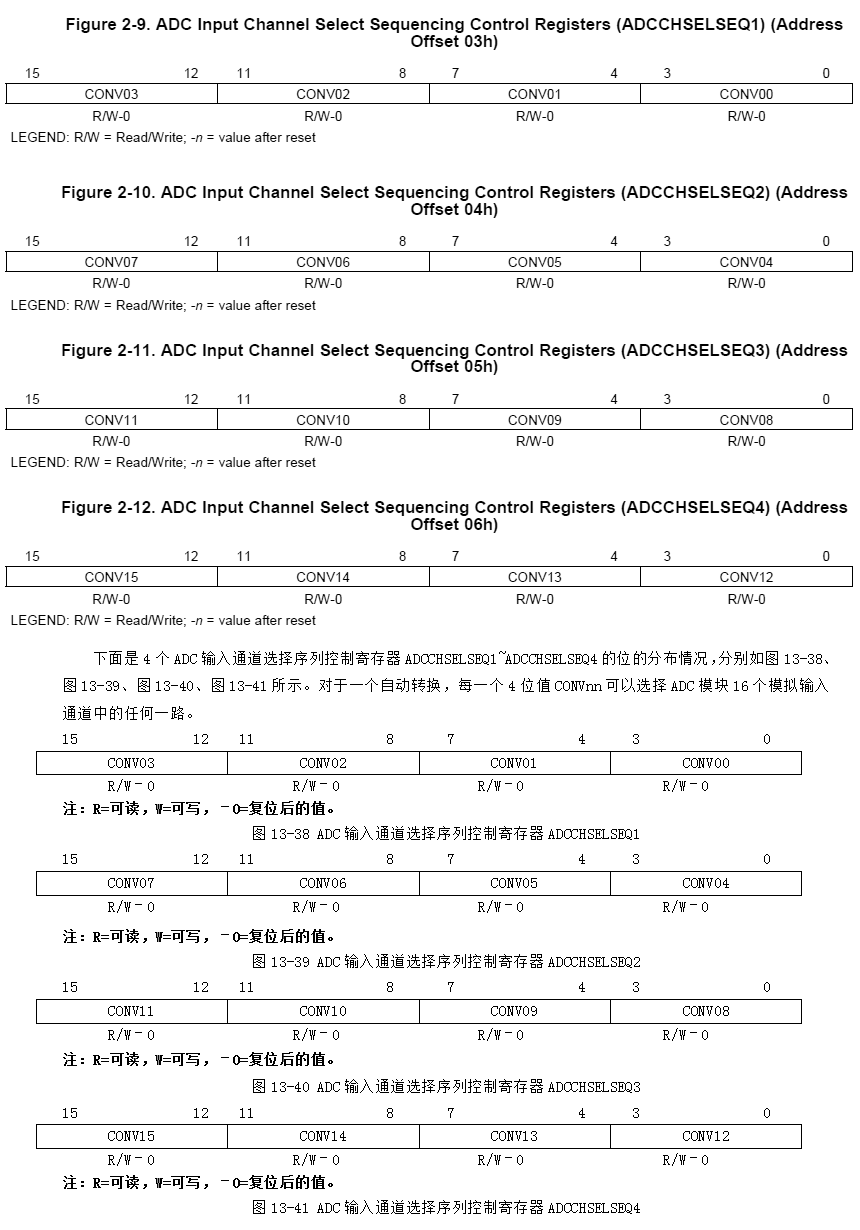 Figure 2-9. ADC Input Channel Select Sequencing Control Registers (ADCCHSELSEQ1) (Address
Offset 03h)
15 12 11 8 7 4 3 0
CONV03 CONV02 CONV01 CONV00
R/W-0 R/W-0 R/W-0 R/W-0
LEGEND: R/W = Read/Write; -n = value after reset
Figure 2-10. ADC Input Channel Select Sequencing Control Registers (ADCCHSELSEQ2) (Address
Offset 04h)
15 12 11 8 7 4 3 0
CONV07 CONV06 CONV05 CONV04
R/W-0 R/W-0 R/W-0 R/W-0
LEGEND: R/W = Read/Write; -n = value after reset
Figure 2-11. ADC Input Channel Select Sequencing Control Registers (ADCCHSELSEQ3) (Address
Offset 05h)
15 12 11 8 7 4 3 0
CONV11 CONV10 CONV09 CONV08
R/W-0 R/W-0 R/W-0 R/W-0
LEGEND: R/W = Read/Write; -n = value after reset
Figure 2-12. ADC Input Channel Select Sequencing Control Registers (ADCCHSELSEQ4) (Address
Offset 06h)
15 12 11 8 7 4 3 0
CONV15 CONV14 CONV13 CONV12
R/W-0 R/W-0 R/W-0 R/W-0
LEGEND: R/W = Read/Write; -n = value after reset
下面是 4 个 ADC 输入通道选择序列控制寄存器 ADCCHSELSEQ1~ADCCHSELSEQ4 的位的分布情况，分别如图 13-38、
图 13-39、图 13-40、图 13-41 所示。对于一个自动转换，每一个 4 位值 CONVnn 可以选择 ADC 模块 16 个模拟输入
通道中的任何一路。
15 12 11 8 7 4 3 0
CONV03 CONV02 CONV01 CONV00
R/W-0 R/W-0 R/W-0 R/W-0
注：R=可读，W=可写，-0=复位后的值。
图 13-38 ADC 输入通道选择序列控制寄存器 ADCCHSELSEQ1
15 12 11 8 7 4 3 0
CONV07 CONV06 CONV05 CONV04
R/W-0 R/W-0 R/W-0 R/W-0
注：R=可读，W=可写，-0=复位后的值。
图 13-39 ADC 输入通道选择序列控制寄存器 ADCCHSELSEQ2
15 12 11 8 7 4 3 0
CONV11 CONV10 CONV09 CONV08
R/W-0 R/W-0 R/W-0 R/W-0
注：R=可读，W=可写，-0=复位后的值。
图 13-40 ADC 输入通道选择序列控制寄存器 ADCCHSELSEQ3
15 12 11 8 7 4 3 0
CONV15 CONV14 CONV13 CONV12
R/W-0 R/W-0 R/W-0 R/W-0
注：R=可读，W=可写，-0=复位后的值。
图 13-41 ADC 输入通道选择序列控制寄存器 ADCCHSELSEQ4